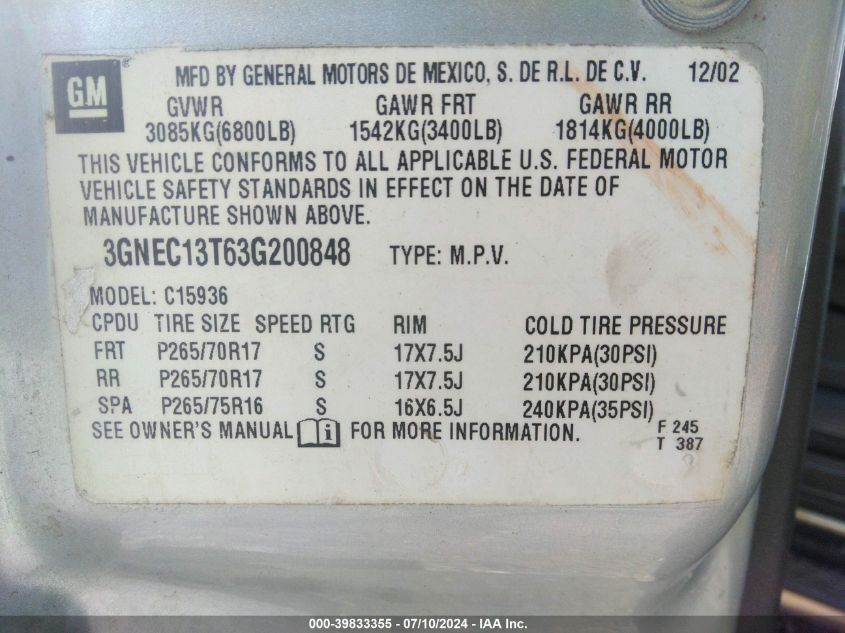 GM
MFD BY GENERAL MOTORS DE MEXICO, S. DE R.L. DE C.V. 12/02
GVWR GAWR FRT GAWR RR
3085KG(6800LB) 1542KG(3400LB) 1814KG(4000LB)
THIS VEHICLE CONFORMS TO ALL APPLICABLE U.S. FEDERAL MOTOR
VEHICLE SAFETY STANDARDS IN EFFECT ON THE DATE OF
MANUFACTURE SHOWN ABOVE.
3GNEC13T63G200848 TYPE: M.P.V.
MODEL: C15936
CPDU TIRE SIZE SPEED RTG RIM COLD TIRE PRESSURE
FRT P265/70R17 S 17X7.5J 210KPA(30PSI)
RR P265/70R17 S 17X7.5J 210KPA(30PSI)
SPA P265/75R16 S 16X6.5J 240KPA(35PSI)
SEE OWNER'S MANUAL FOR MORE INFORMATION. F 245
T 387
000-39833355 - 07/10/2024 - IAA Inc.